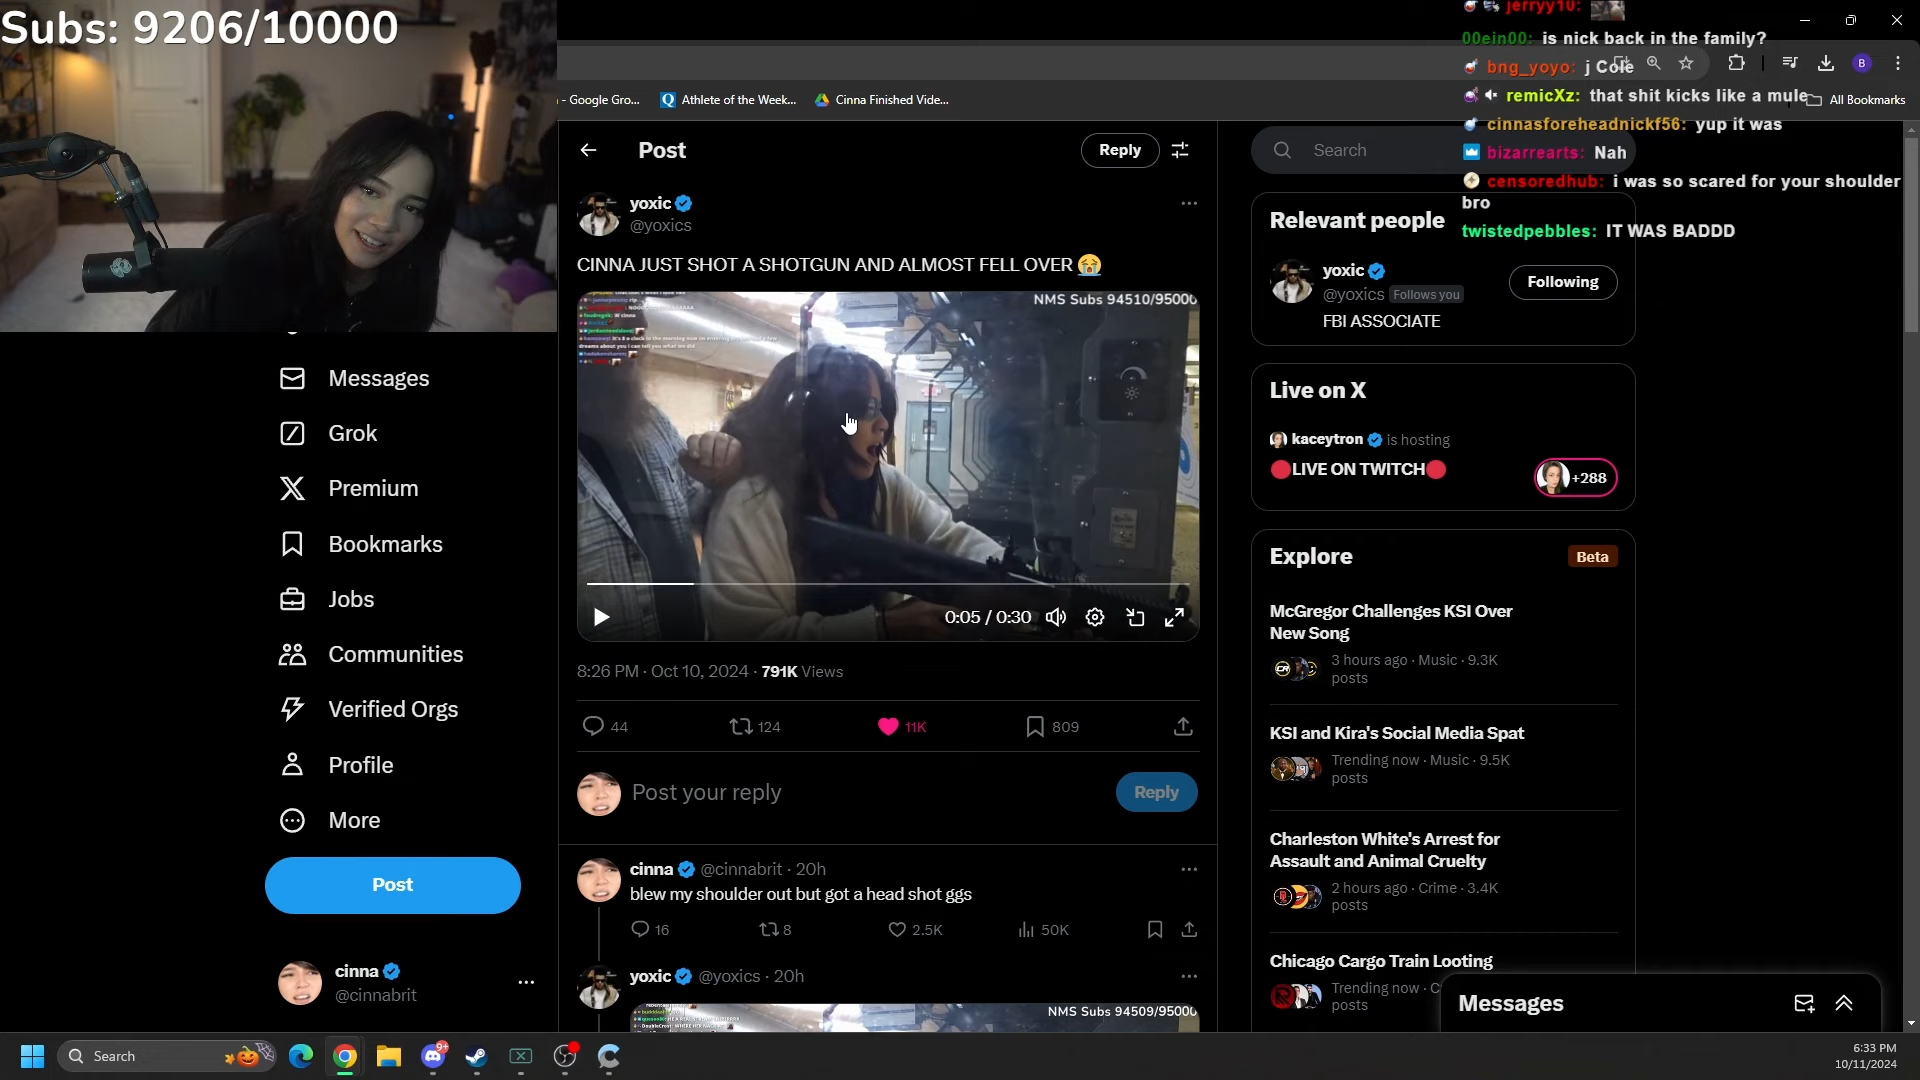 Subs: 9206/10000
jerryy10:
00ein00: is nick back in the family?
bng_yoyo: j Cole
remicXz: that shit kicks like a mule
cinnasforeheadnickf56: yup it was
bizarrearts: Nah
censoredhub: i was so scared for your shoulder
bro
twistedpebbles: IT WAS BADDD
- Google Gro...
Athlete of the Week...
Cinna Finished Vide...
All Bookmarks
B
Messages
Grok
Premium
Bookmarks
Jobs
Communities
Verified Orgs
Profile
More
Post
cinna
@cinnabrit
Post
Reply
yoxic
@yoxics
CINNA JUST SHOT A SHOTGUN AND ALMOST FELL OVER 😭
NMS Subs 94510/95000
0:05 / 0:30
8:26 PM · Oct 10, 2024 · 791K Views
44
124
11K
809
Post your reply
Reply
cinna @cinnabrit · 20h
blew my shoulder out but got a head shot ggs
16
8
2.5K
50K
yoxic @yoxics · 20h
NMS Subs 94509/95000
Search
Relevant people
yoxic
@yoxics Follows you
Following
FBI ASSOCIATE
Live on X
kaceytron is hosting
🔴LIVE ON TWITCH🔴
+288
Explore
Beta
McGregor Challenges KSI Over
New Song
3 hours ago · Music · 9.3K
posts
KSI and Kira's Social Media Spat
Trending now · Music · 9.5K
posts
Charleston White's Arrest for
Assault and Animal Cruelty
2 hours ago · Crime · 3.4K
posts
Chicago Cargo Train Looting
Trending now · C
posts
Messages
Search
9+
6:33 PM
10/11/2024